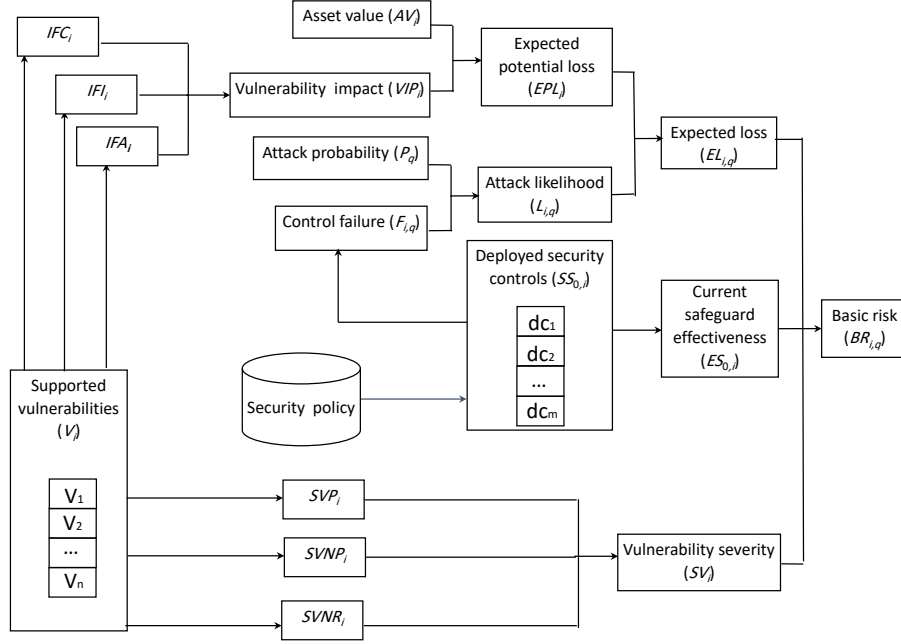 Asset value (AVi)
IFCi
Expected
potential loss
(EPLi)
IFIi
Vulnerability impact (VIPi)
Expected loss
(ELi,q)
IFAi
Attack probability (Pq)
Attack likelihood
(Li,q)
Control failure (Fi,q)
Deployed security
controls (SS0,i)
dc1
dc2
...
dcm
Current
safeguard
effectiveness
(ES0,i)
Basic risk
(BRi,q)
Security policy
Supported
vulnerabilities
(Vi)
V1
V2
...
Vn
SVPi
SVNPi
SVNRi
Vulnerability severity
(SVi)